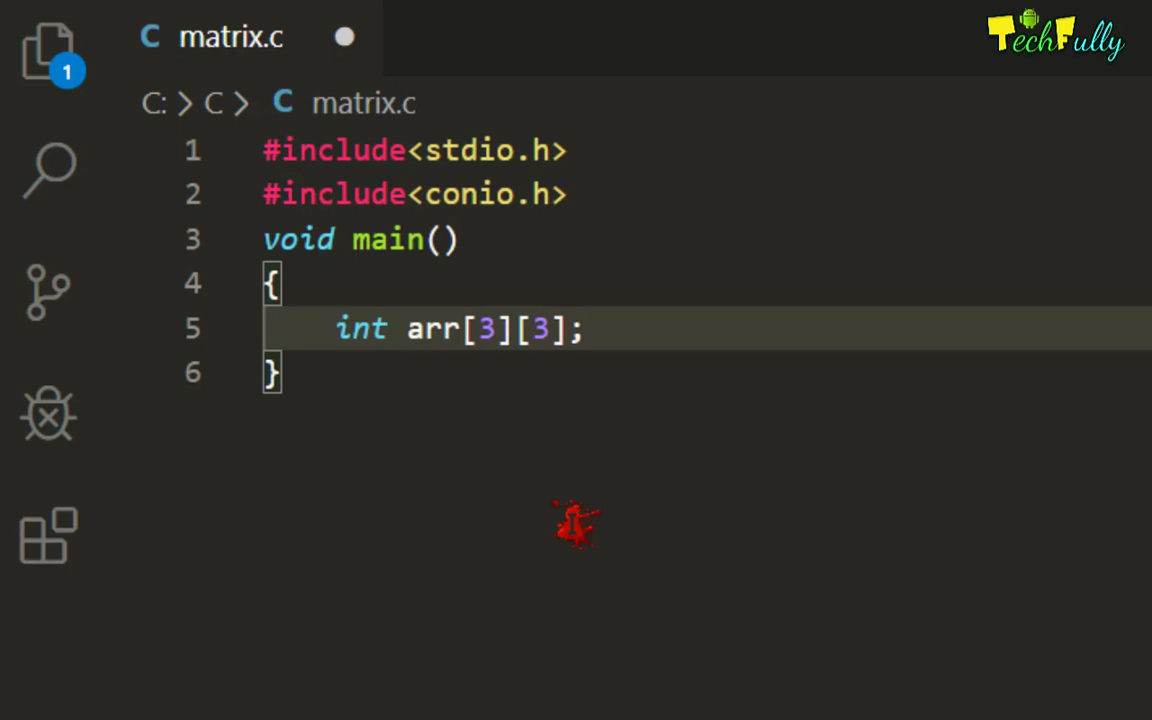 matrix.c
TechFully
1
C: > C > C matrix.c
1 #include<stdio.h>
2 #include<conio.h>
3 void main()
4 {
5 int arr[3][3];
6 }